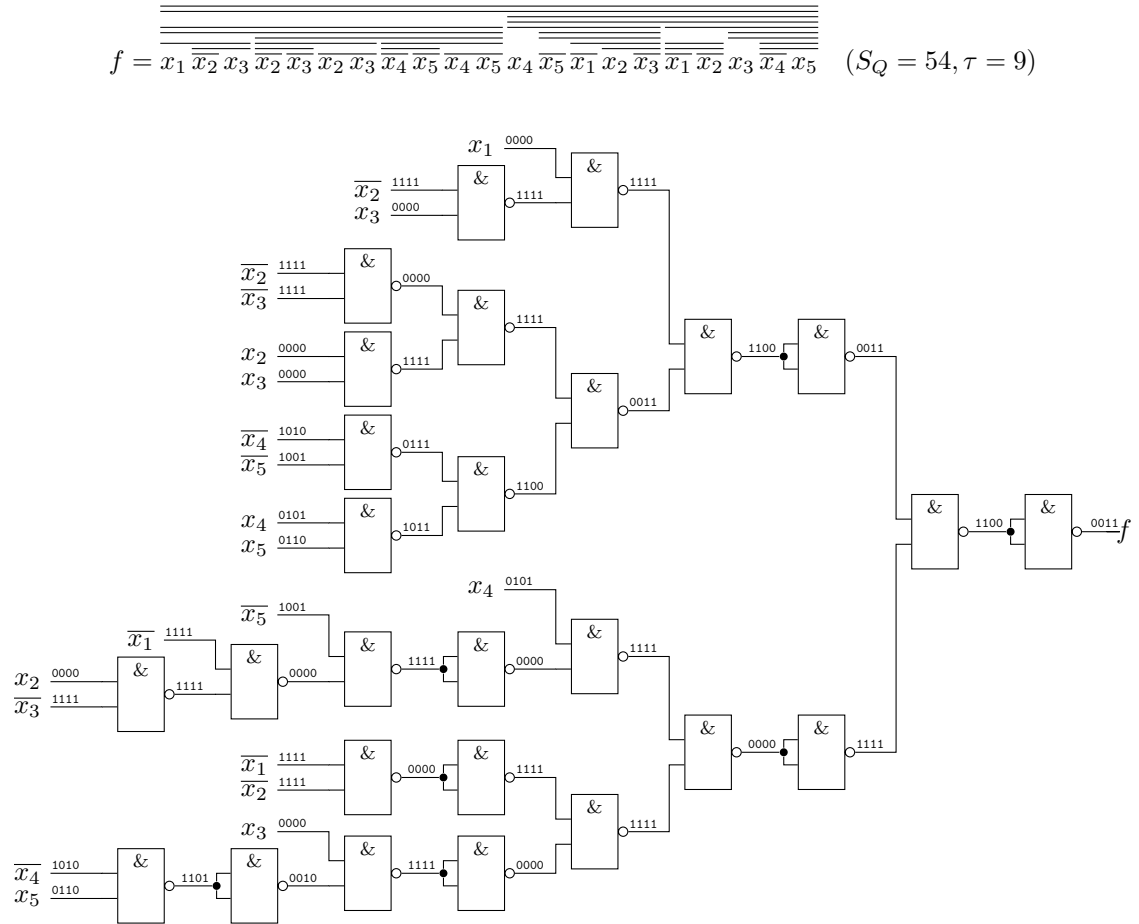 f = x₁ x̅₂ x₃ x̅₂ x̅₃ x₂ x₃ x̅₄ x̅₅ x₄ x₅ x₄ x̅₅ x̅₁ x₂ x̅₃ x̅₁ x̅₂ x₃ x̅₄ x₅ (S_Q = 54, τ = 9)
x₁ 0000 & & 1111
x̅₂ 1111 1111
x₃ 0000
x̅₂ 1111 & 0000 & 1111
x̅₃ 1111
x₂ 0000 & 1111 & 1100 & 0011
x₃ 0000 & 0011
x̅₄ 1010 & 0111 & 1100
x̅₅ 1001
x₄ 0101 & 1011 & 1100 & 0011 f
x₅ 0110
x₄ 0101 & 1111
x̅₅ 1001 & 1111 & 0000
x̅₁ 1111 & 0000
x₂ 0000 & 1111
x̅₃ 1111
x̅₁ 1111 & 0000 & 1111 & 0000 & 1111
x̅₂ 1111
x₃ 0000 & 1111 & 0000 & 1111
x̅₄ 1010 & 1101 & 0010
x₅ 0110